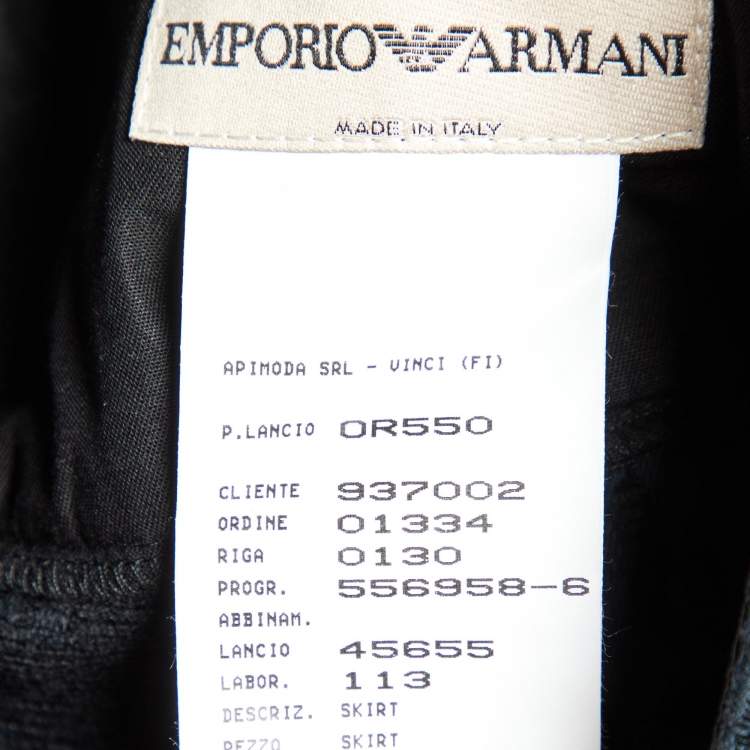 EMPORIO ARMANI
MADE IN ITALY
APIMODA SRL - VINCI (FI)
P.LANCIO OR550
CLIENTE 937002
ORDINE 01334
RIGA 0130
PROGR. 556958-6
ABBINAM.
LANCIO 45655
LABOR. 113
DESCRIZ. SKIRT
PEZZO SKIRT